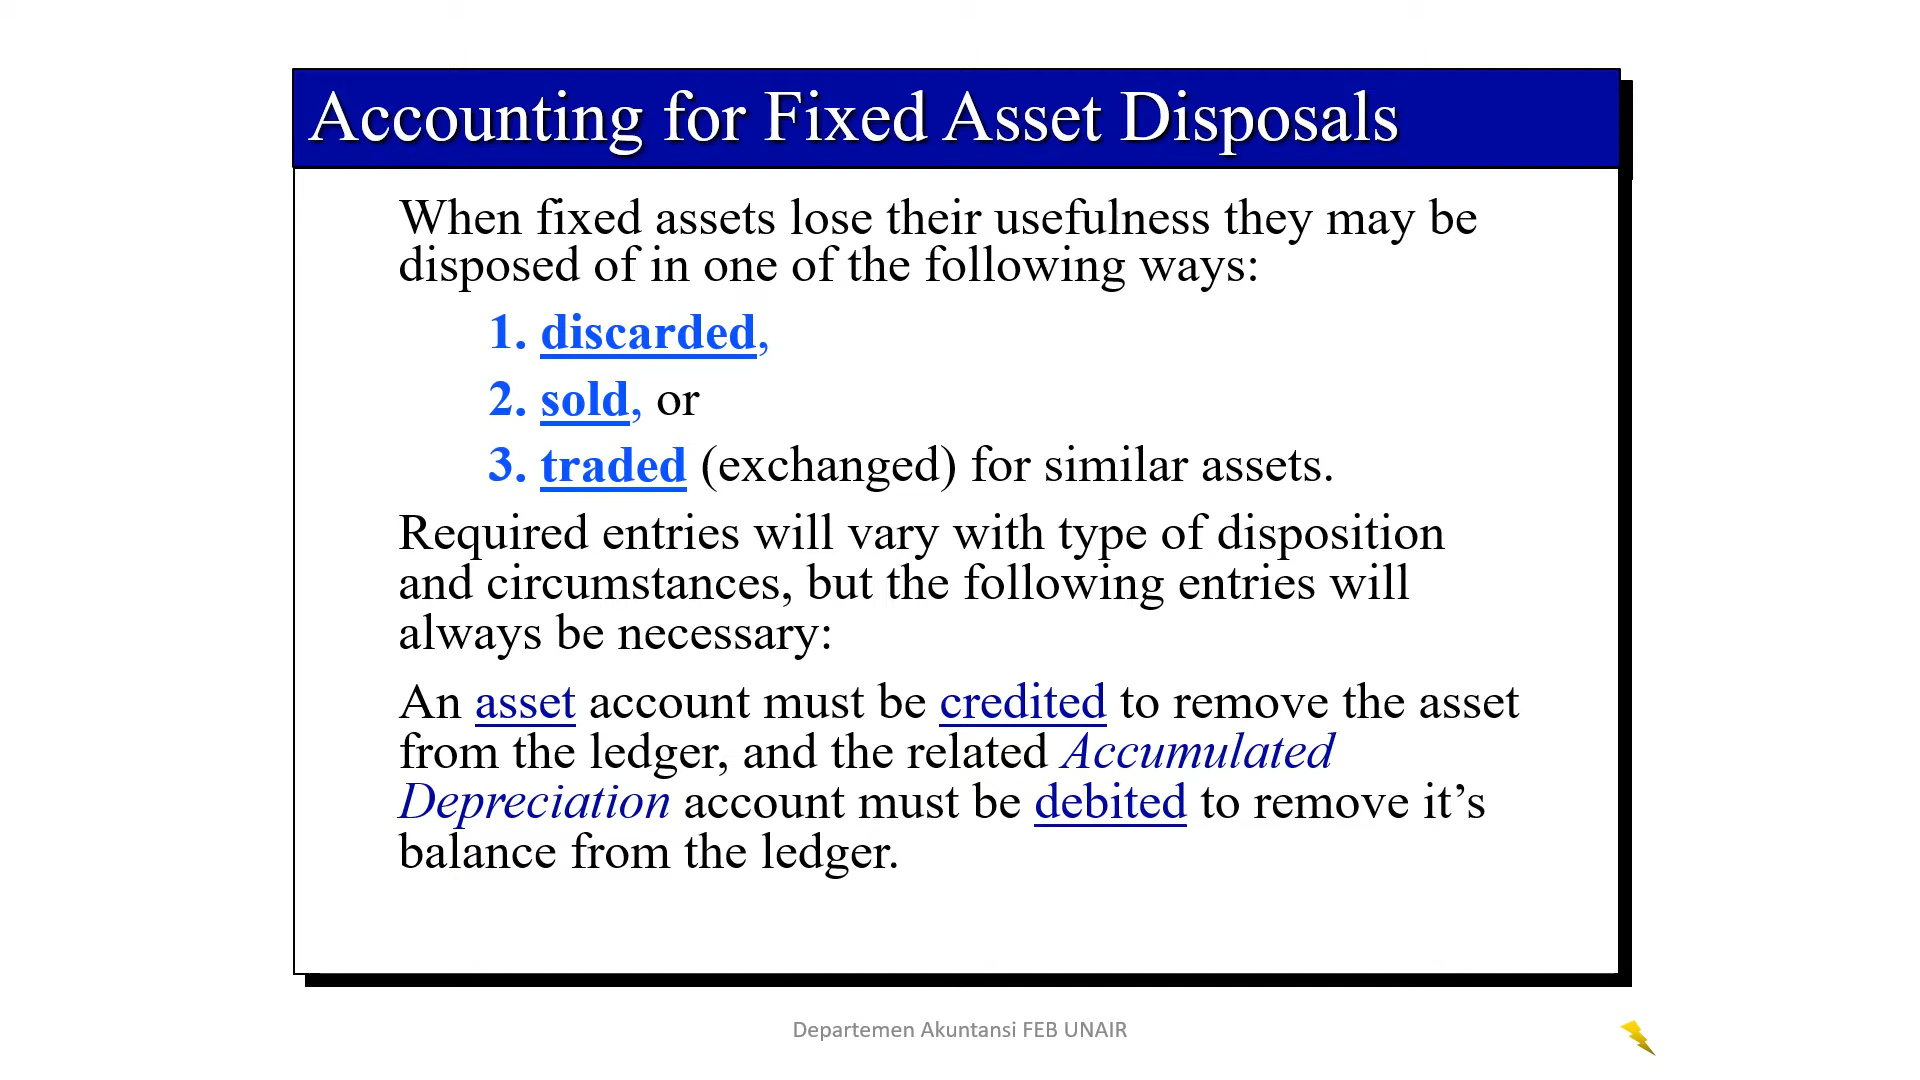 Accounting for Fixed Asset Disposals
When fixed assets lose their usefulness they may be
disposed of in one of the following ways:
1. discarded,
2. sold, or
3. traded (exchanged) for similar assets.
Required entries will vary with type of disposition
and circumstances, but the following entries will
always be necessary:
An asset account must be credited to remove the asset
from the ledger, and the related Accumulated
Depreciation account must be debited to remove it’s
balance from the ledger.
Departemen Akuntansi FEB UNAIR